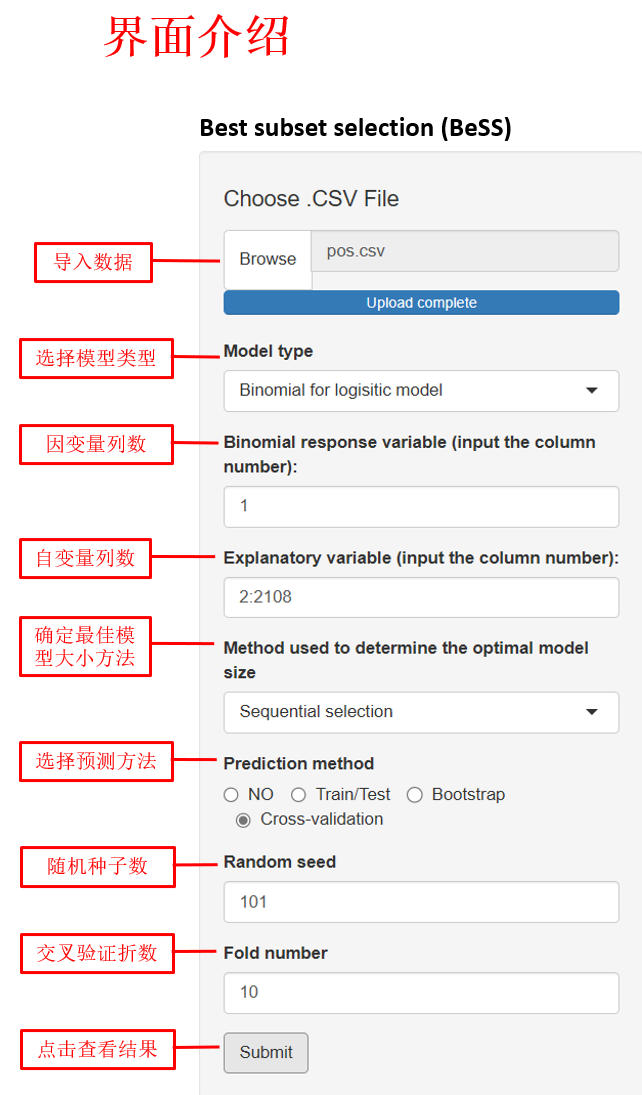 界面介绍
Best subset selection (BeSS)
Choose .CSV File
导入数据
Browse
pos.csv
Upload complete
选择模型类型
Model type
Binomial for logisitic model
因变量列数
Binomial response variable (input the column
number):
1
自变量列数
Explanatory variable (input the column number):
2:2108
确定最佳模
型大小方法
Method used to determine the optimal model
size
Sequential selection
选择预测方法
Prediction method
NO Train/Test Bootstrap
Cross-validation
随机种子数
Random seed
101
交叉验证折数
Fold number
10
点击查看结果
Submit